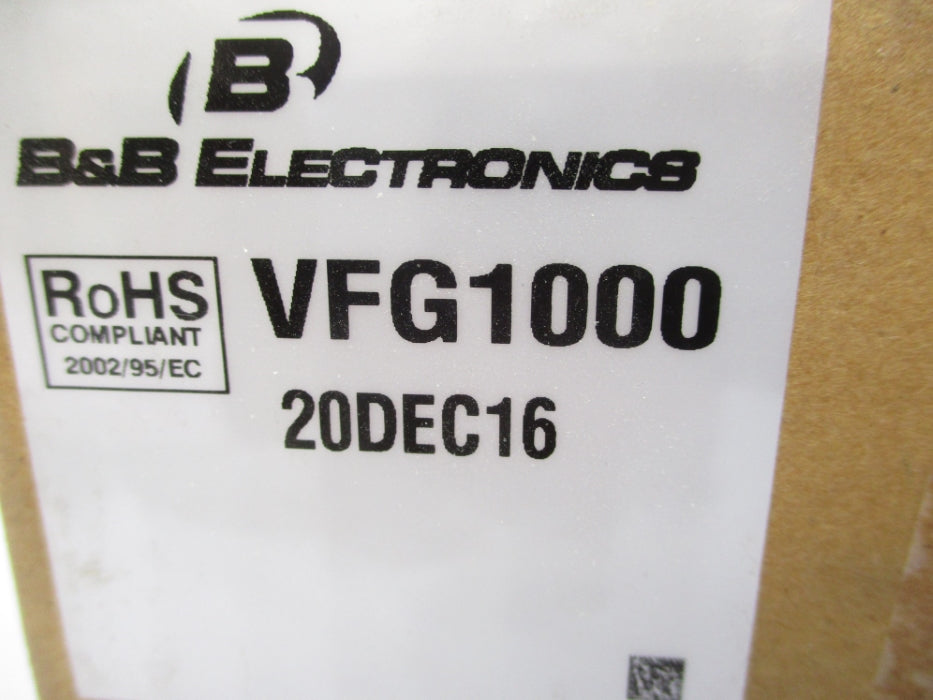 B
B&B ELECTRONICS
RoHS
COMPLIANT
2002/95/EC
VFG1000
20DEC16